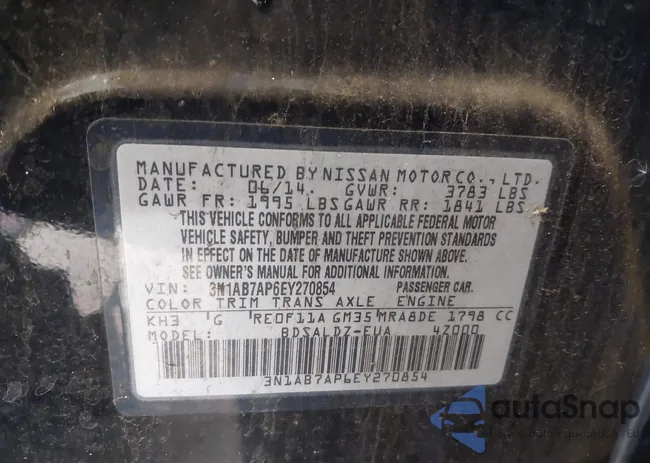 MANUFACTURED BY NISSAN MOTOR CO., LTD.
DATE: 06/14 GVWR: 3783 LBS
GAWR FR: 1995 LBS GAWR RR: 1841 LBS
THIS VEHICLE CONFORMS TO ALL APPLICABLE FEDERAL MOTOR
VEHICLE SAFETY, BUMPER AND THEFT PREVENTION STANDARDS
IN EFFECT ON THE DATE OF MANUFACTURE SHOWN ABOVE.
SEE OWNER'S MANUAL FOR ADDITIONAL INFORMATION.
VIN: 3N1AB7AP6EY270854 PASSENGER CAR.
COLOR TRIM TRANS AXLE ENGINE
KH3 G RE0F11A GM35 MRA8DE 1798 CC
MODEL: BDSALDZ-EUA 4Z000
3N1AB7AP6EY270854
autoSnap